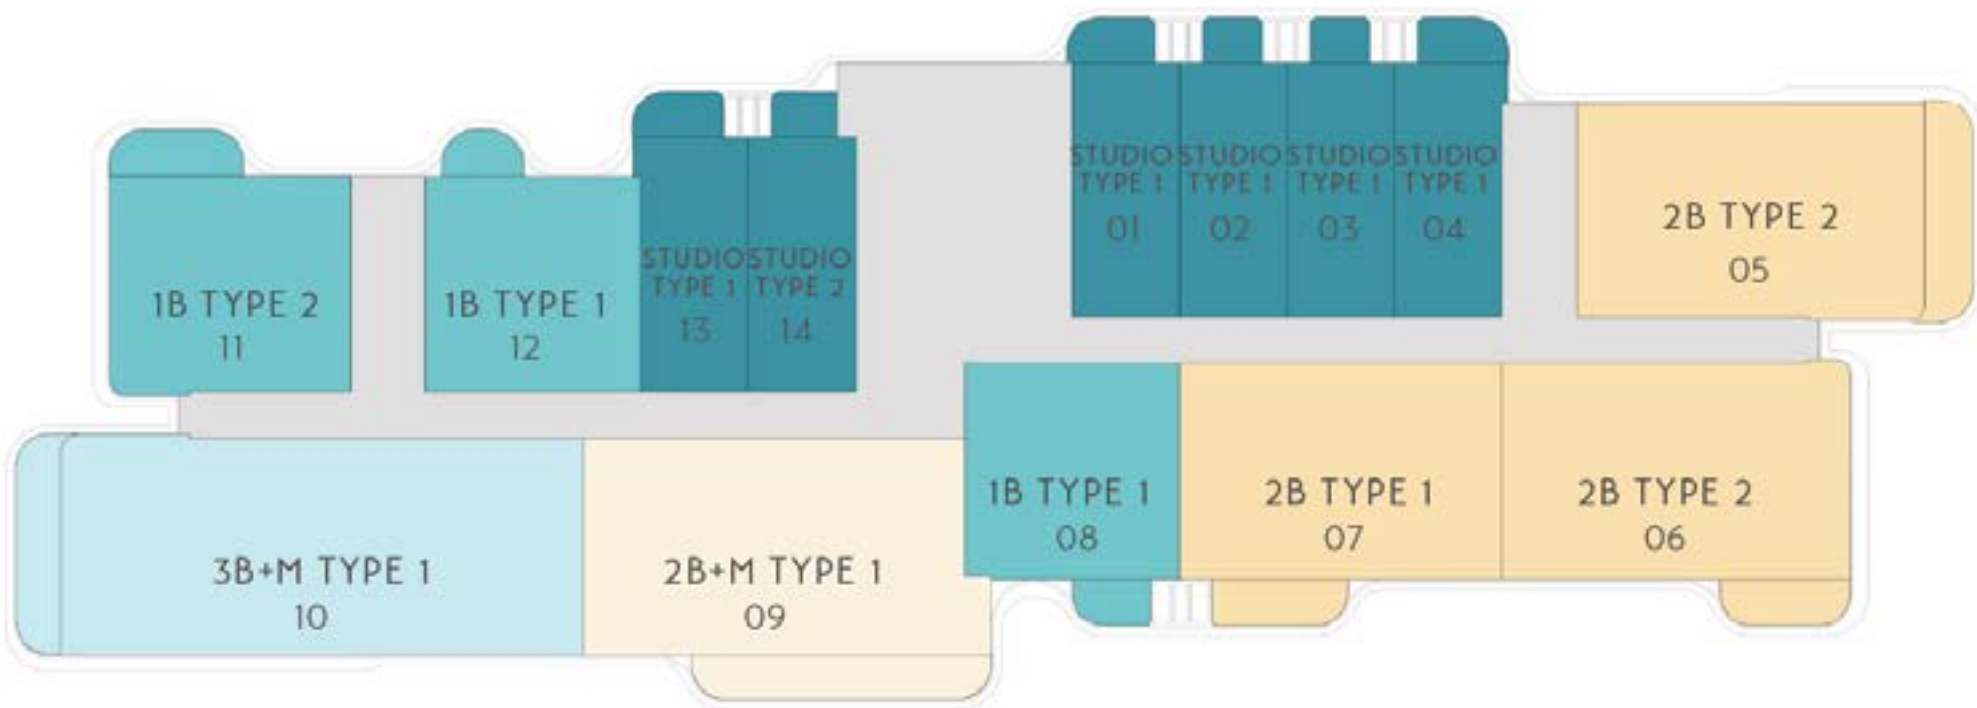 STUDIO
TYPE 1
01
STUDIO
TYPE 1
02
STUDIO
TYPE 1
03
STUDIO
TYPE 1
04
2B TYPE 2
05
1B TYPE 2
11
1B TYPE 1
12
STUDIO
TYPE 1
13
STUDIO
TYPE 2
14
3B+M TYPE 1
10
2B+M TYPE 1
09
1B TYPE 1
08
2B TYPE 1
07
2B TYPE 2
06